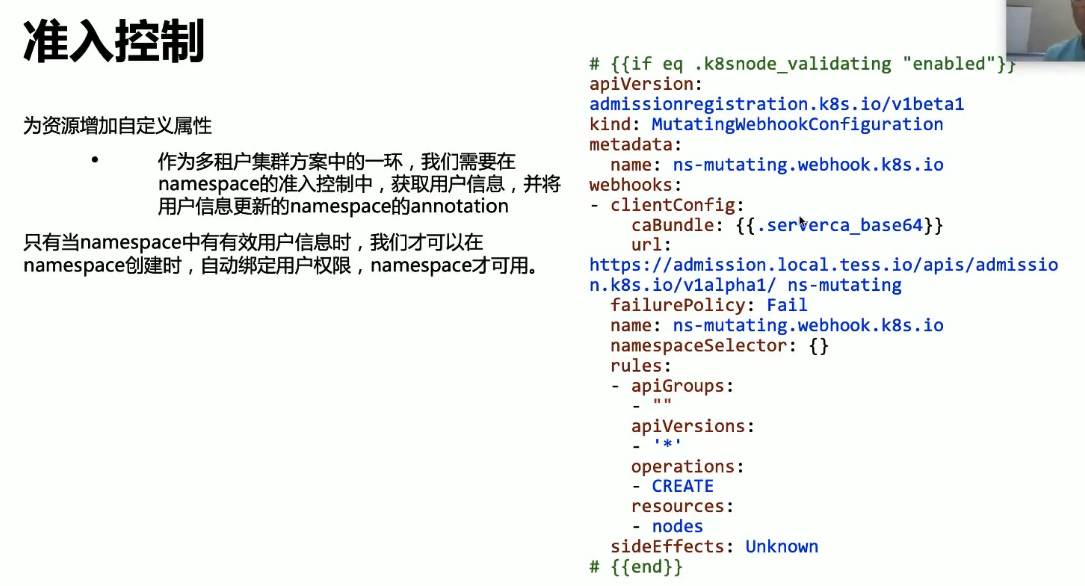 准入控制
为资源增加自定义属性
• 作为多租户集群方案中的一环，我们需要在
namespace的准入控制中，获取用户信息，并将
用户信息更新的namespace的annotation
只有当namespace中有有效用户信息时，我们才可以在
namespace创建时，自动绑定用户权限，namespace才可用。
# {{if eq .k8snode_validating "enabled"}}
apiVersion:
admissionregistration.k8s.io/v1beta1
kind: MutatingWebhookConfiguration
metadata:
  name: ns-mutating.webhook.k8s.io
webhooks:
- clientConfig:
    caBundle: {{.serverca_base64}}
    url:
https://admission.local.tess.io/apis/admissio
n.k8s.io/v1alpha1/ ns-mutating
  failurePolicy: Fail
  name: ns-mutating.webhook.k8s.io
  namespaceSelector: {}
  rules:
  - apiGroups:
    - ""
    apiVersions:
    - '*'
    operations:
    - CREATE
    resources:
    - nodes
  sideEffects: Unknown
# {{end}}